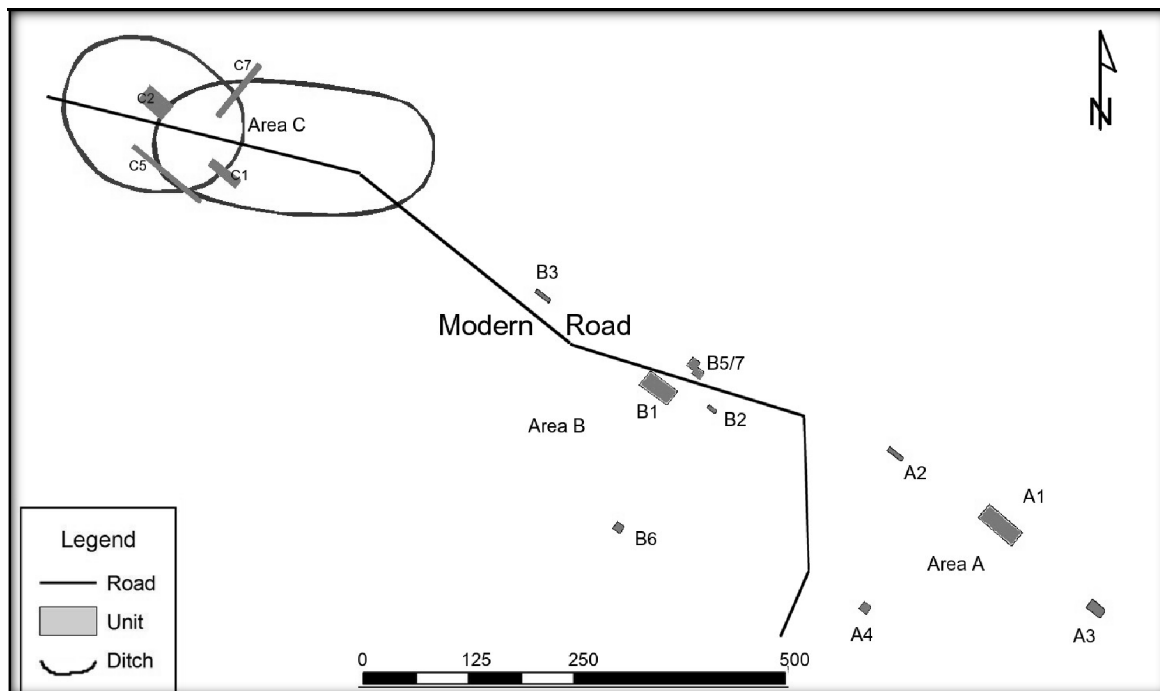 C7
C2
Area C
C5
C1
N
B3
Modern Road
B5/7
B1
B2
Area B
A2
A1
B6
Area A
A4
A3
Legend
Road
Unit
Ditch
0 125 250 500